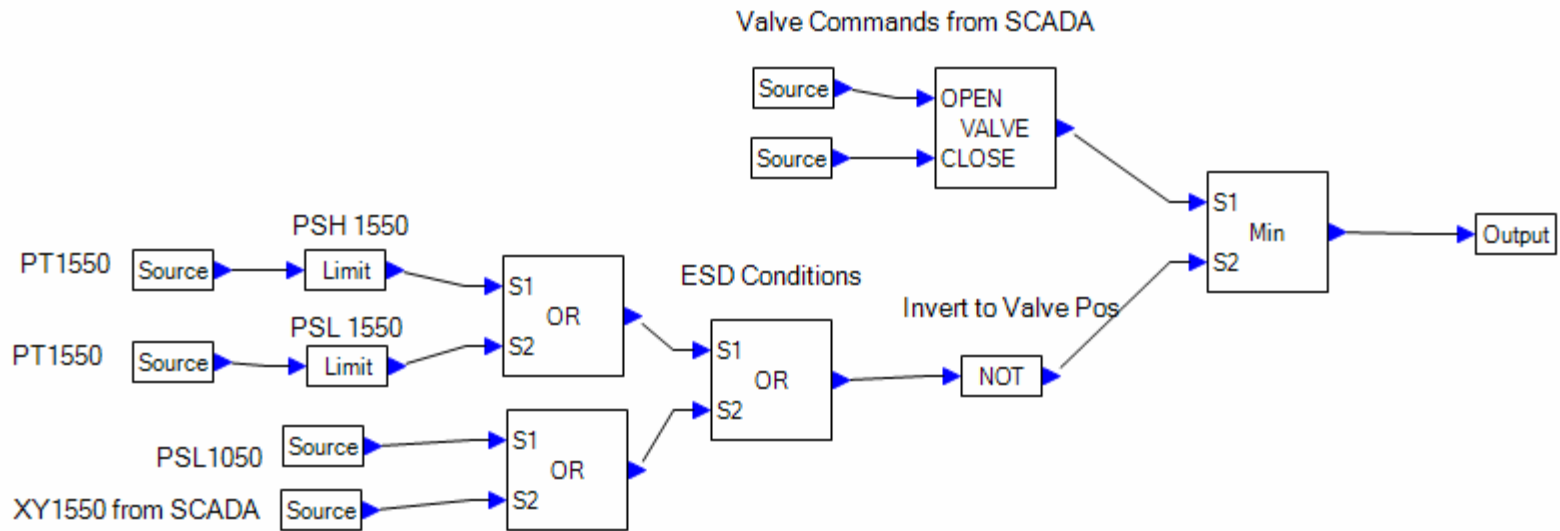 Valve Commands from SCADA
Source
OPEN
VALVE
Source
CLOSE
S1
Min
S2
Output
PSH 1550
PT1550
Source
Limit
S1
OR
S2
ESD Conditions
Invert to Valve Pos
PSL 1550
PT1550
Source
Limit
S1
OR
S2
NOT
PSL1050
Source
S1
OR
S2
XY1550 from SCADA
Source